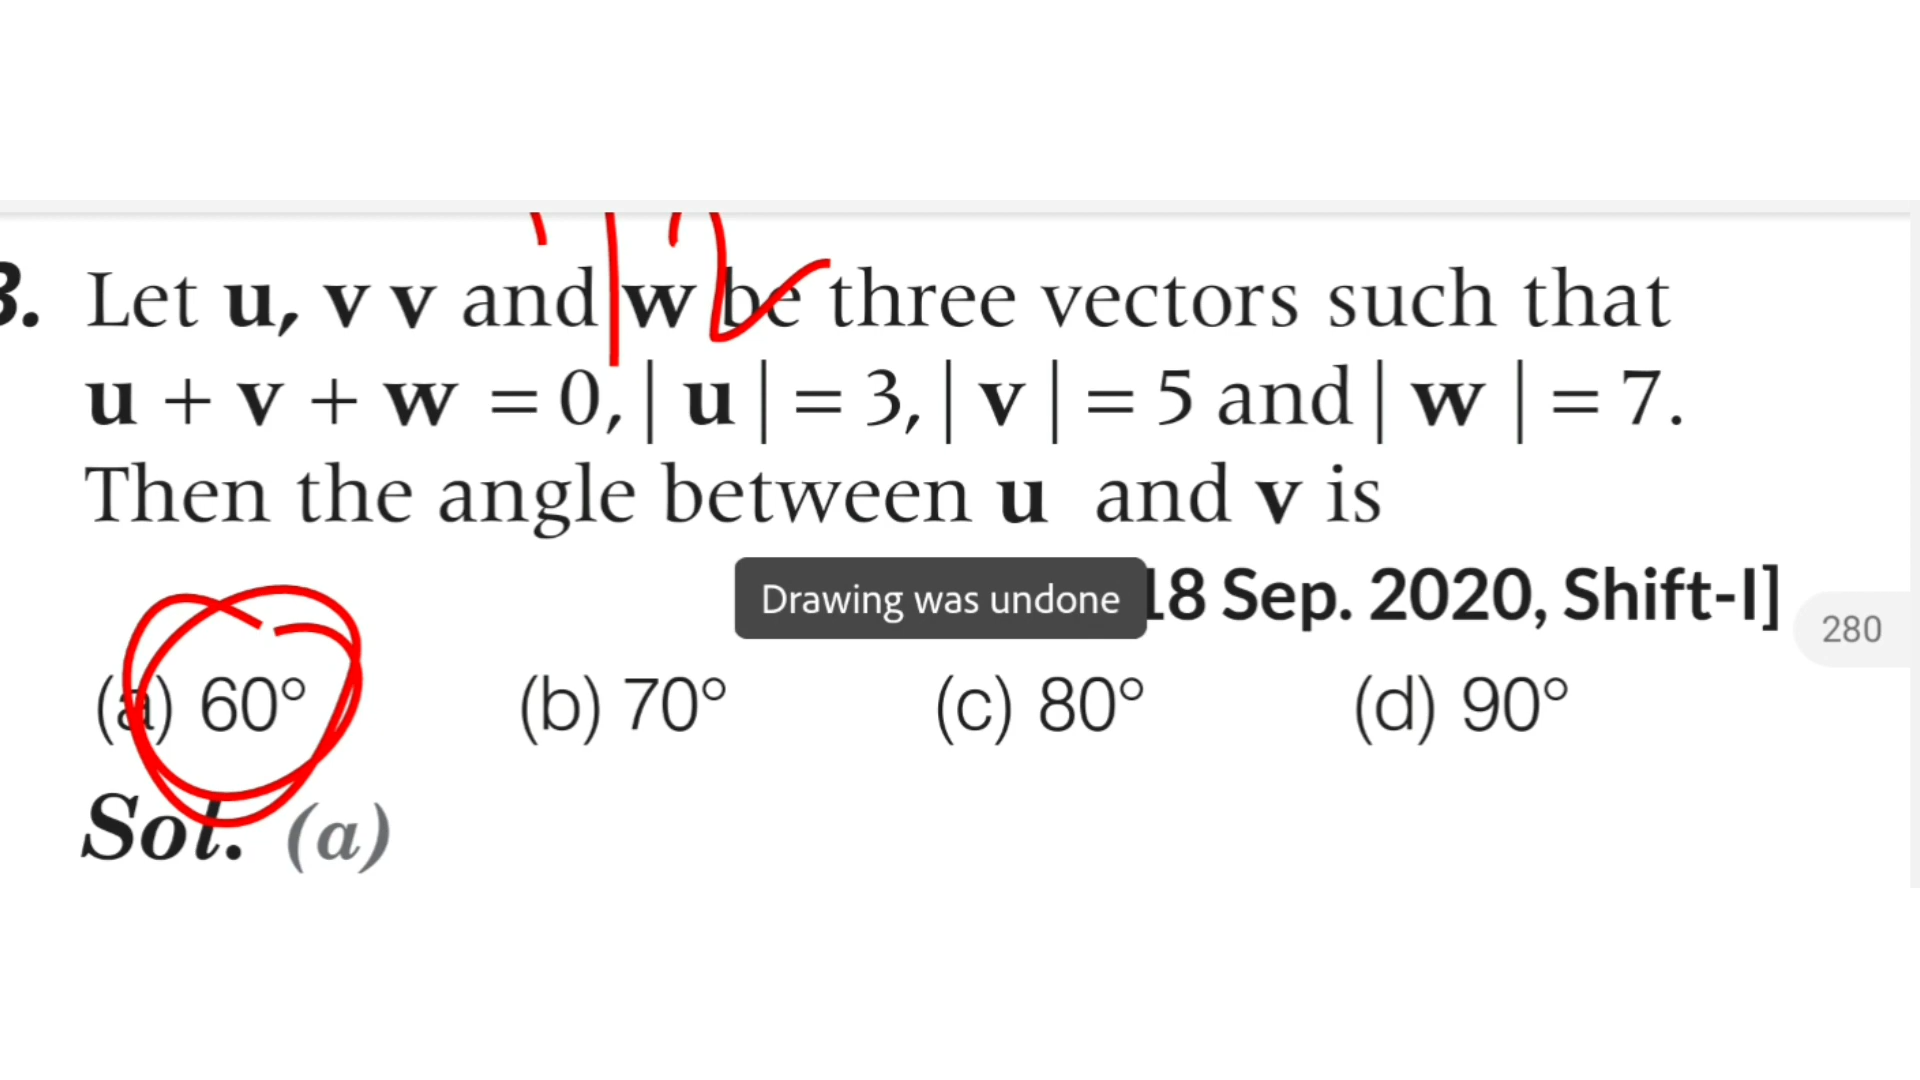 3. Let u, v v and w be three vectors such that
u + v + w = 0, | u | = 3, | v | = 5 and | w | = 7.
Then the angle between u and v is
Drawing was undone
18 Sep. 2020, Shift-I]
280
(a) 60° (b) 70° (c) 80° (d) 90°
Sol. (a)